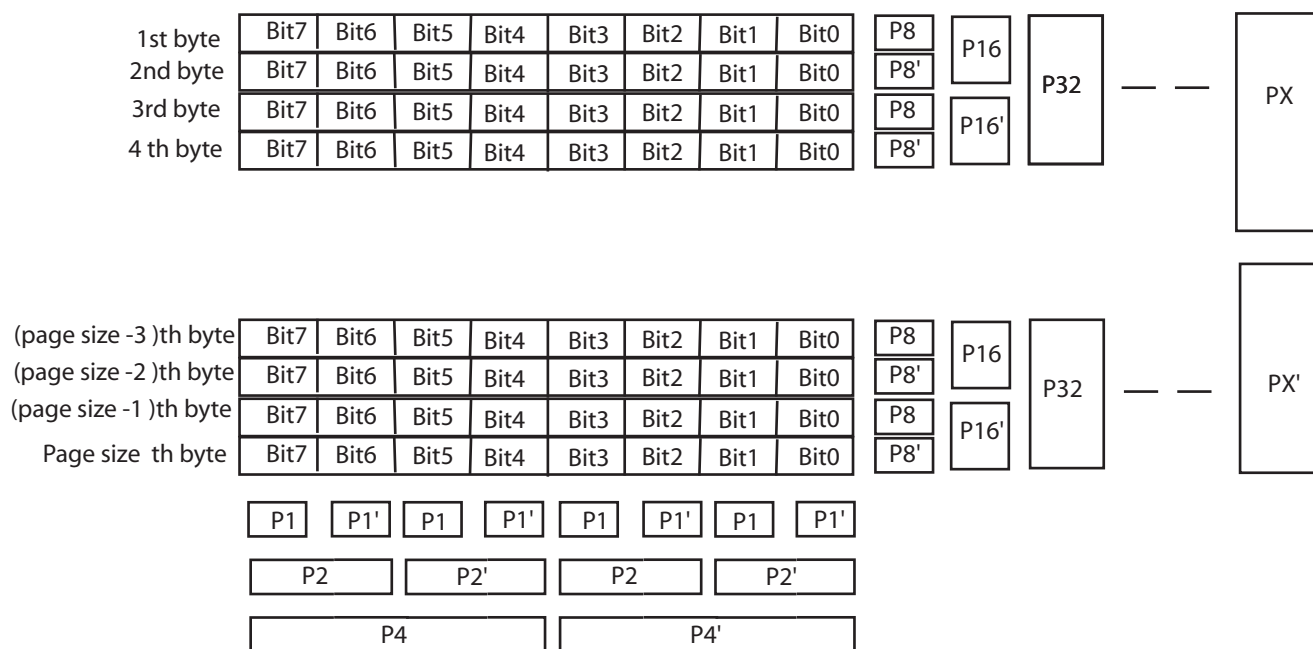 1st byte Bit7 Bit6 Bit5 Bit4 Bit3 Bit2 Bit1 Bit0 P8 P16 P32 — — PX
2nd byte Bit7 Bit6 Bit5 Bit4 Bit3 Bit2 Bit1 Bit0 P8'
3rd byte Bit7 Bit6 Bit5 Bit4 Bit3 Bit2 Bit1 Bit0 P8 P16'
4 th byte Bit7 Bit6 Bit5 Bit4 Bit3 Bit2 Bit1 Bit0 P8'
(page size -3 )th byte Bit7 Bit6 Bit5 Bit4 Bit3 Bit2 Bit1 Bit0 P8 P16 P32 — — PX'
(page size -2 )th byte Bit7 Bit6 Bit5 Bit4 Bit3 Bit2 Bit1 Bit0 P8'
(page size -1 )th byte Bit7 Bit6 Bit5 Bit4 Bit3 Bit2 Bit1 Bit0 P8 P16'
Page size th byte Bit7 Bit6 Bit5 Bit4 Bit3 Bit2 Bit1 Bit0 P8'
P1 P1' P1 P1' P1 P1' P1 P1'
P2 P2' P2 P2'
P4 P4'